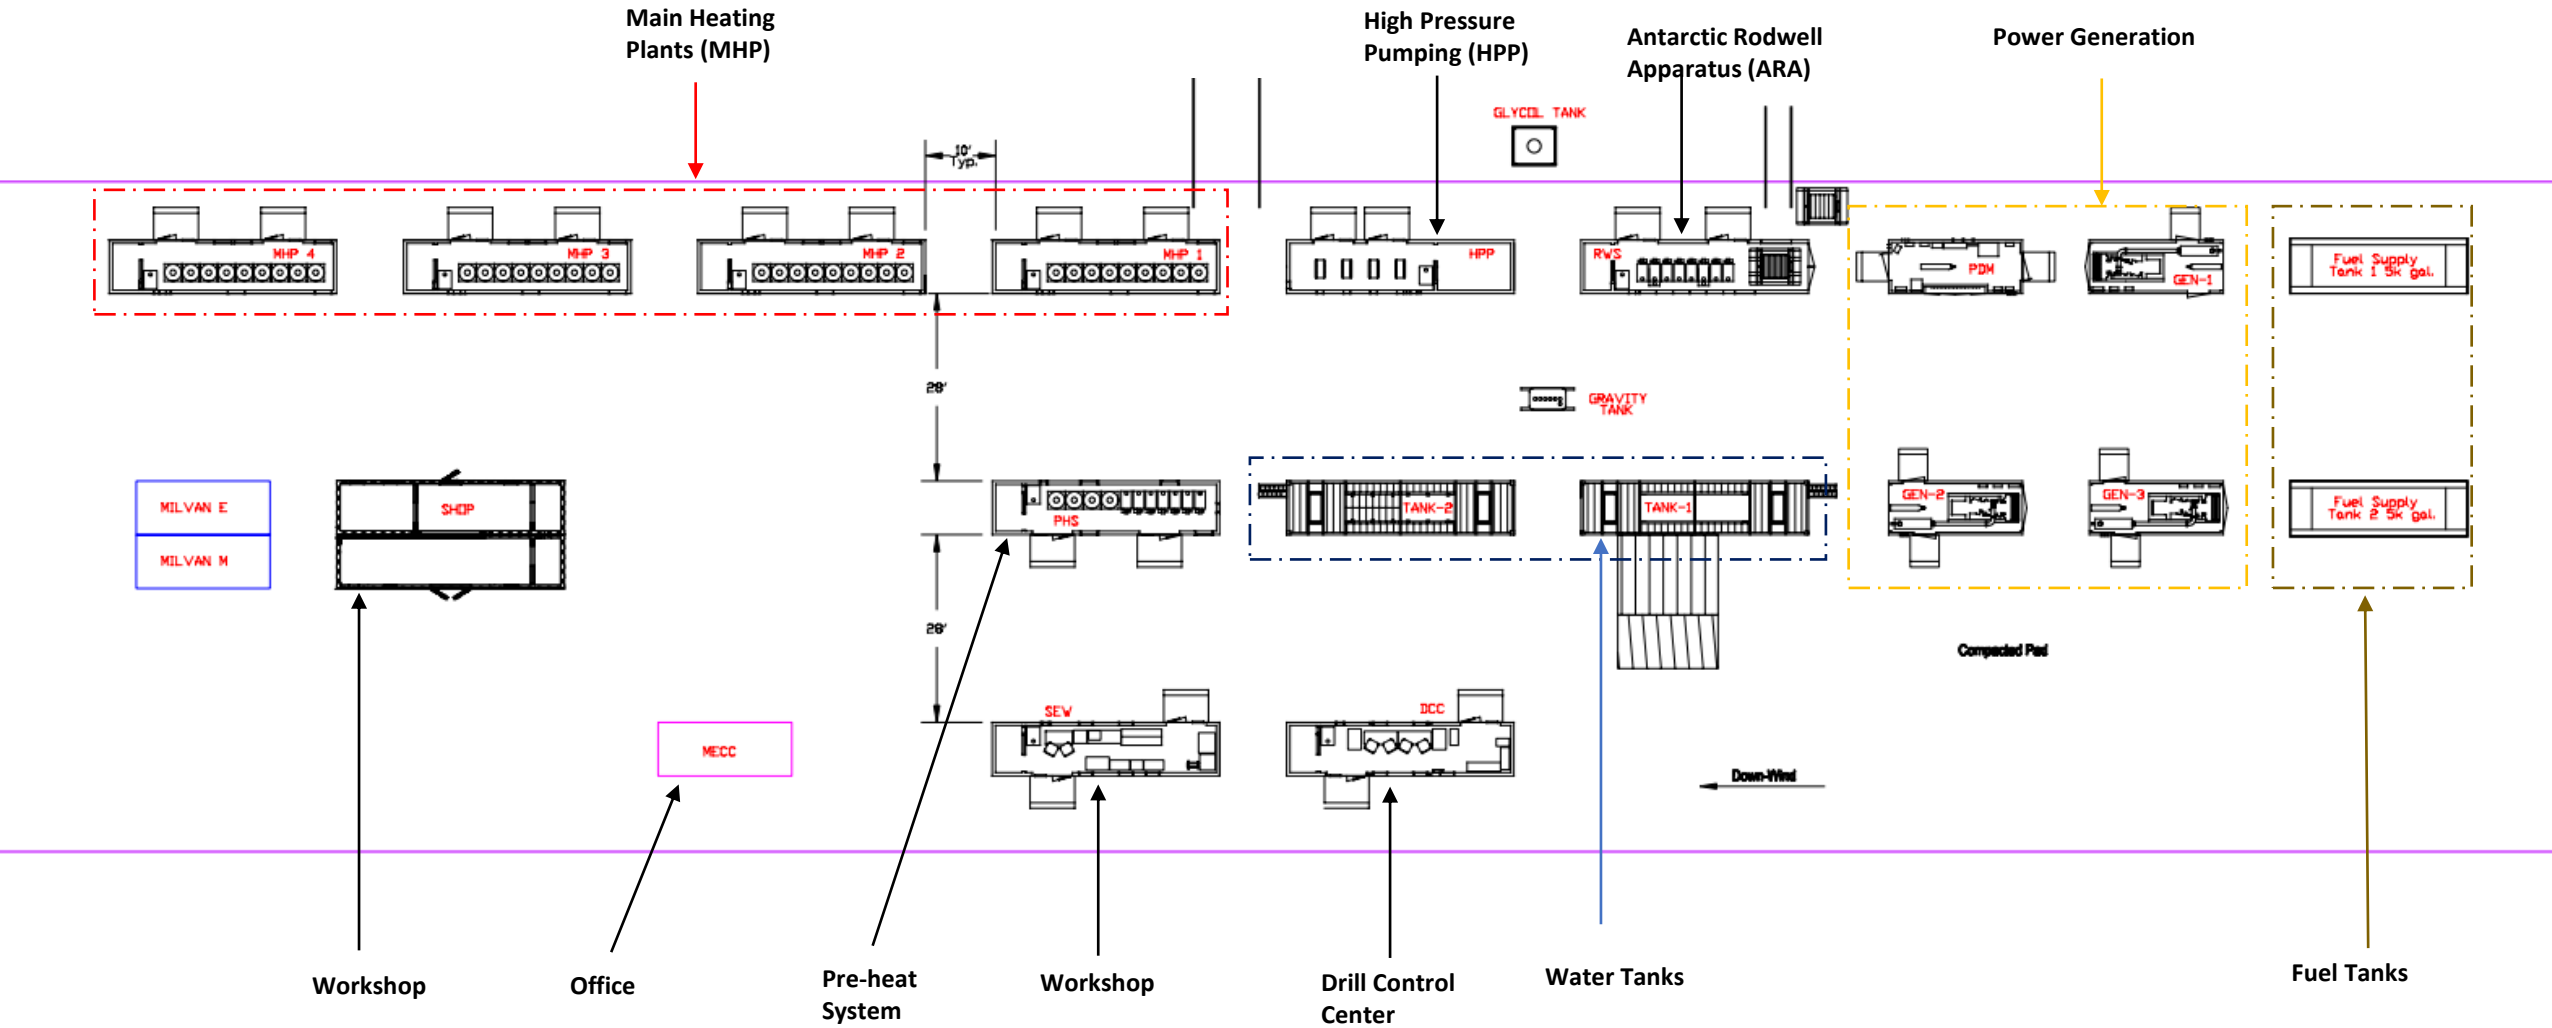 Main Heating
Plants (MHP)
High Pressure
Pumping (HPP)
Antarctic Rodwell
Apparatus (ARA)
Power Generation
GLYCOL TANK
10'
Typ.
MHP 4
MHP 3
MHP 2
MHP 1
HPP
RWS
PDM
GEN-1
Fuel Supply
Tank 1 5k gal.
28'
GRAVITY
TANK
MILVAN E
MILVAN M
SHOP
PHS
TANK-2
TANK-1
GEN-2
GEN-3
Fuel Supply
Tank 2 5k gal.
28'
Compacted Pad
SEW
DCC
MECC
Down-Wind
Workshop
Office
Pre-heat
System
Workshop
Drill Control
Center
Water Tanks
Fuel Tanks